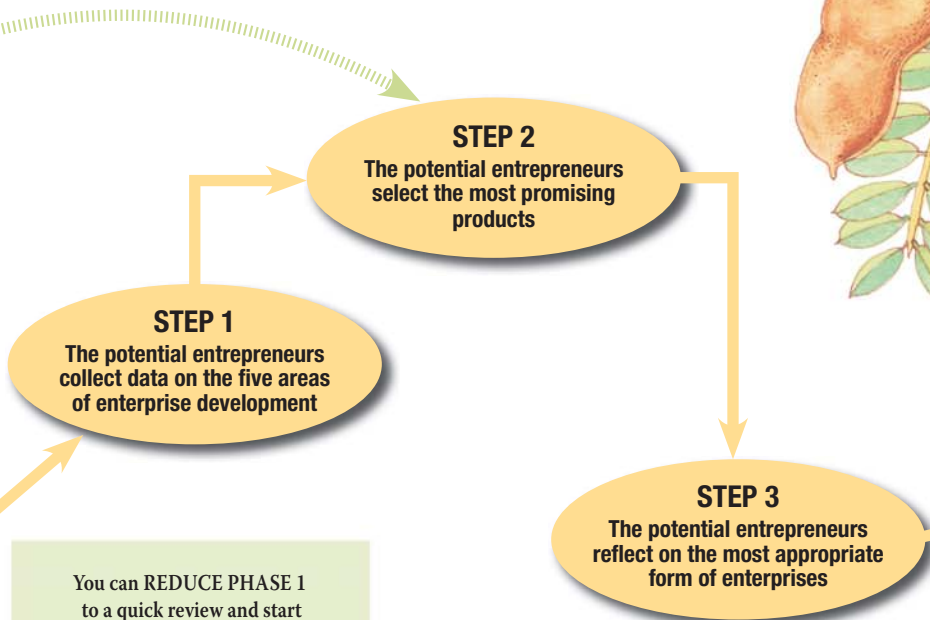 STEP 2
The potential entrepreneurs
select the most promising
products
STEP 1
The potential entrepreneurs
collect data on the five areas
of enterprise development
STEP 3
The potential entrepreneurs
reflect on the most appropriate
form of enterprises
You can REDUCE PHASE 1
to a quick review and start